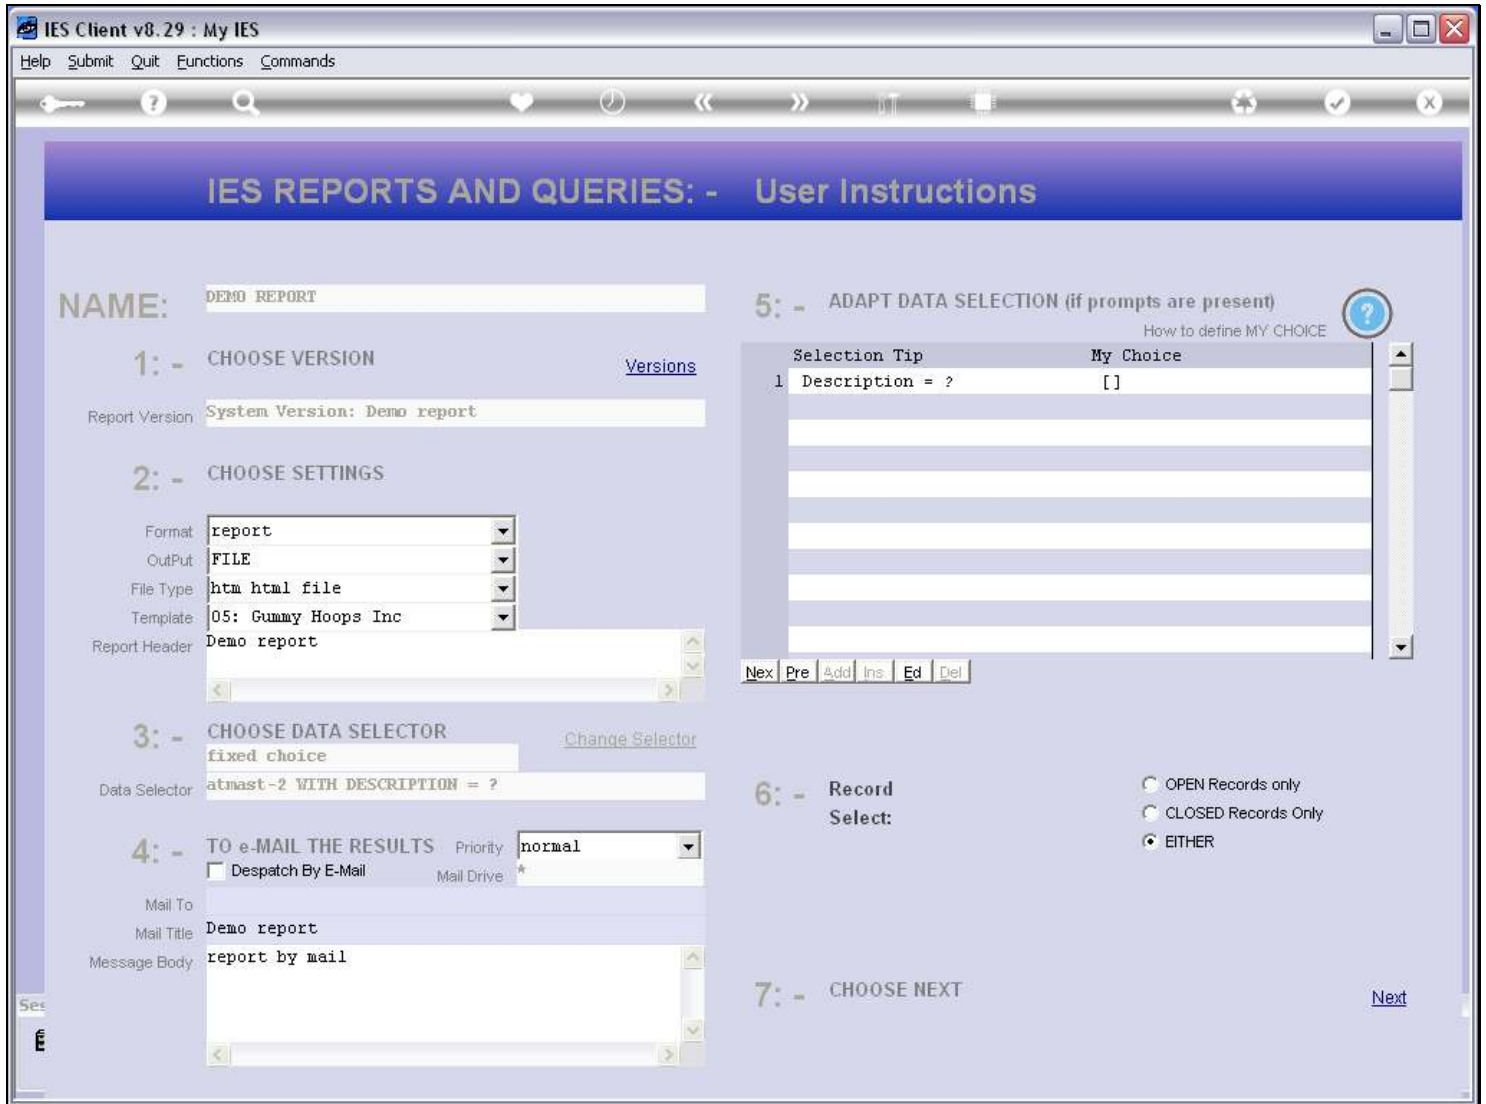 IES Client v8.29 : My IES
Help Submit Quit Functions Commands
IES REPORTS AND QUERIES: - User Instructions
NAME: DEMO REPORT
1: - CHOOSE VERSION Versions
Report Version System Version: Demo report
2: - CHOOSE SETTINGS
Format report
OutPut FILE
File Type htm html file
Template 05: Gummy Hoops Inc
Report Header Demo report
3: - CHOOSE DATA SELECTOR Change Selector
fixed choice
Data Selector atmast-2 WITH DESCRIPTION = ?
4: - TO e-MAIL THE RESULTS Priority normal
Despatch By E-Mail Mail Drive *
Mail To
Mail Title Demo report
Message Body report by mail
5: - ADAPT DATA SELECTION (if prompts are present)
How to define MY CHOICE ?
Selection Tip My Choice
1 Description = ? []
Nex Pre Add Ins Ed Del
6: - Record OPEN Records only
Select: CLOSED Records Only
EITHER
7: - CHOOSE NEXT Next
Ses